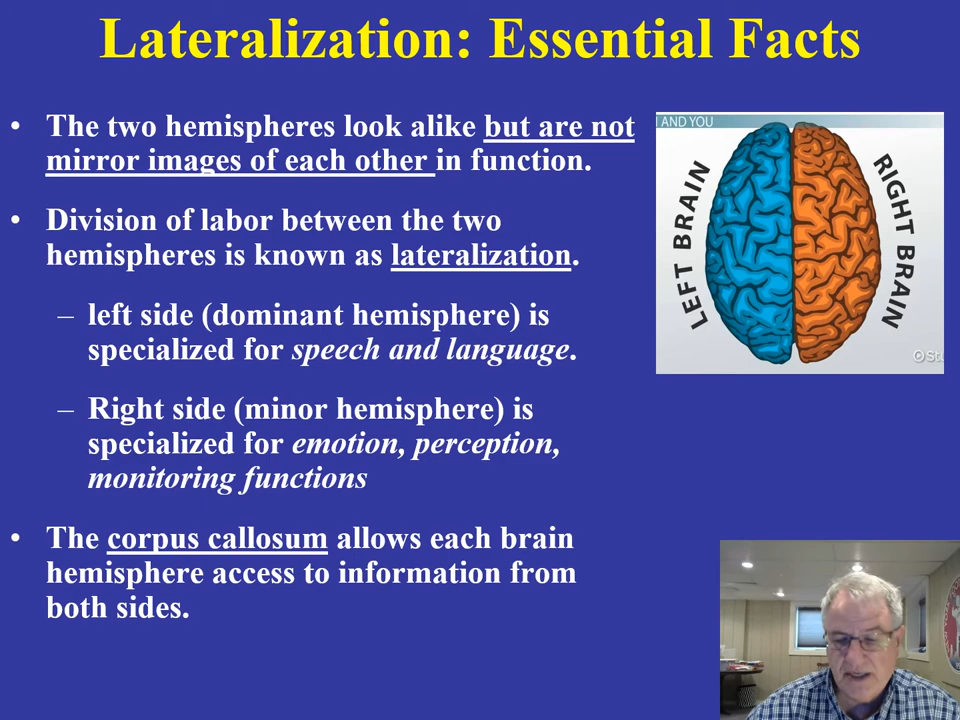 Lateralization: Essential Facts
• The two hemispheres look alike but are not
mirror images of each other in function.
• Division of labor between the two
hemispheres is known as lateralization.
– left side (dominant hemisphere) is
specialized for speech and language.
– Right side (minor hemisphere) is
specialized for emotion, perception,
monitoring functions
• The corpus callosum allows each brain
hemisphere access to information from
both sides.
AND YOU
LEFT BRAIN
RIGHT BRAIN